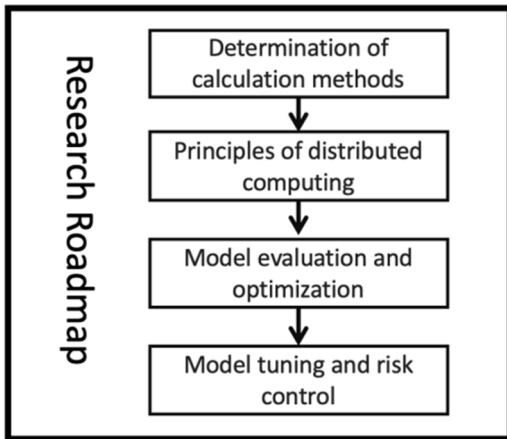 Research Roadmap
Determination of
calculation methods
Principles of distributed
computing
Model evaluation and
optimization
Model tuning and risk
control